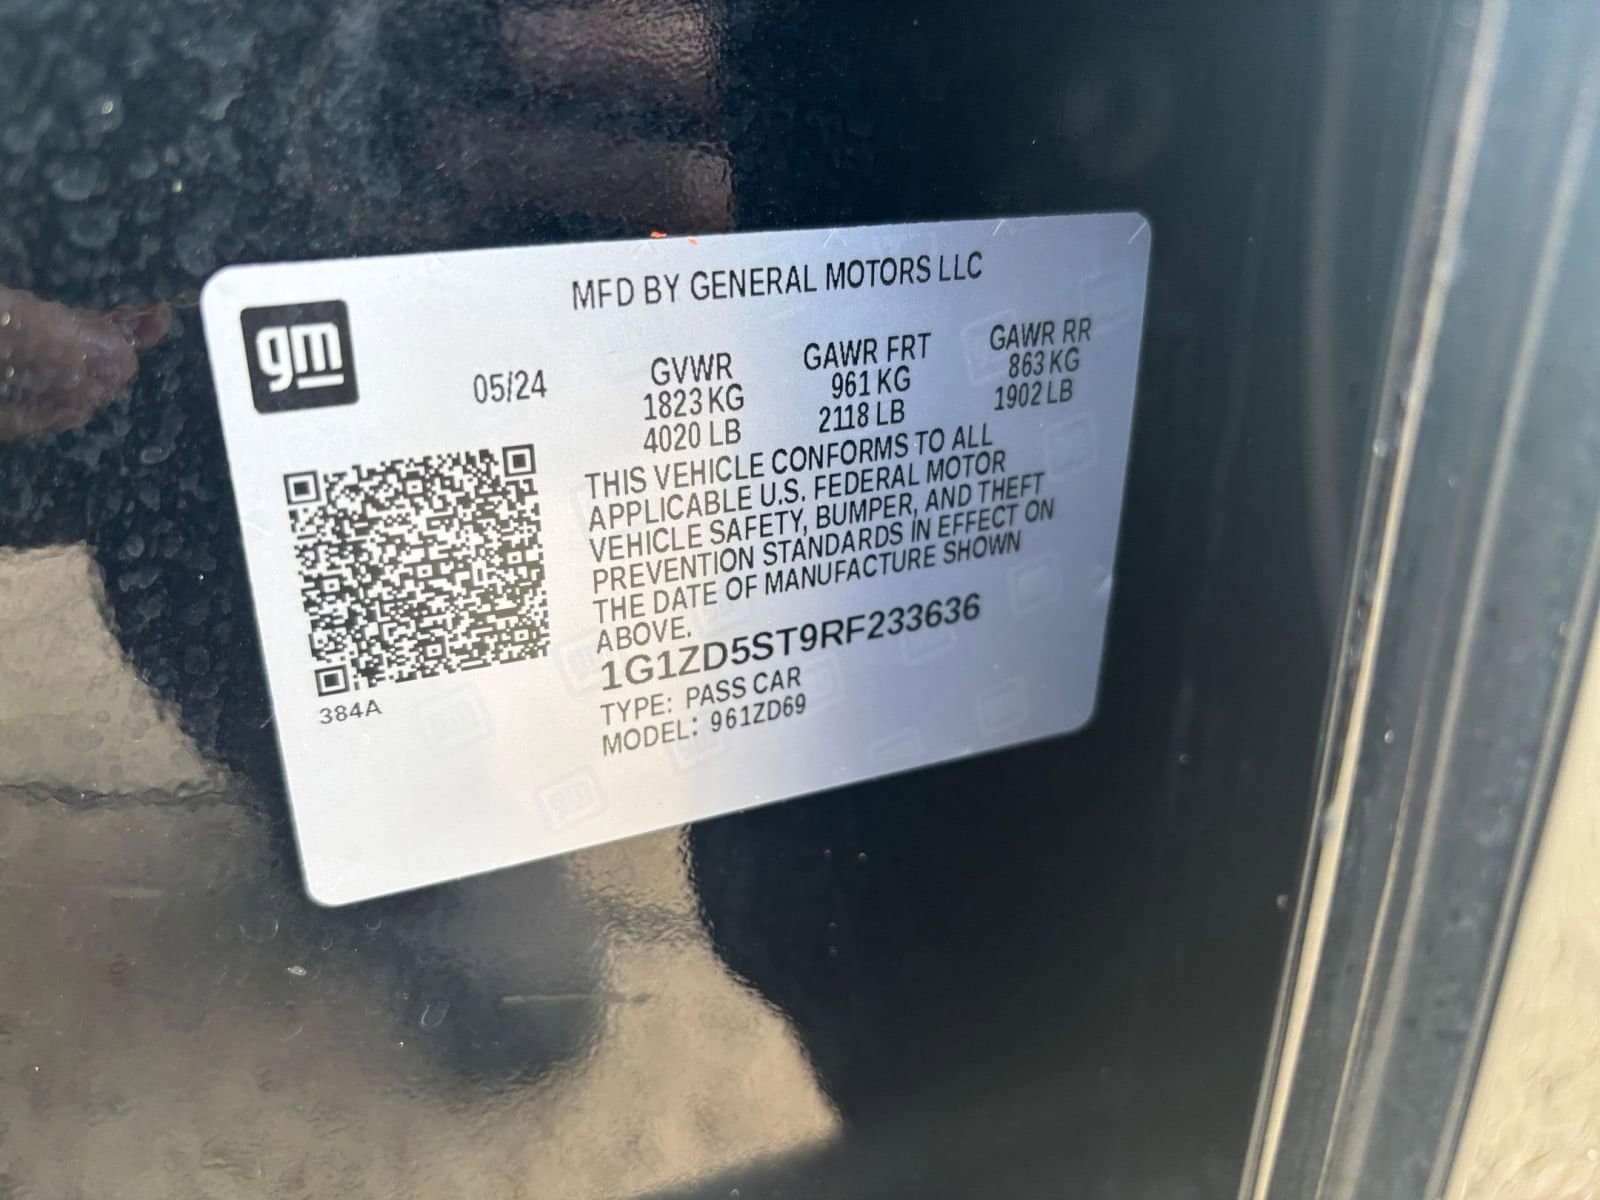 MFD BY GENERAL MOTORS LLC
gm
05/24
GVWR
1823 KG
4020 LB
GAWR FRT
961 KG
2118 LB
GAWR RR
863 KG
1902 LB
THIS VEHICLE CONFORMS TO ALL
APPLICABLE U.S. FEDERAL MOTOR
VEHICLE SAFETY, BUMPER, AND THEFT
PREVENTION STANDARDS IN EFFECT ON
THE DATE OF MANUFACTURE SHOWN
ABOVE.
1G1ZD5ST9RF233636
TYPE: PASS CAR
MODEL: 961ZD69
384A